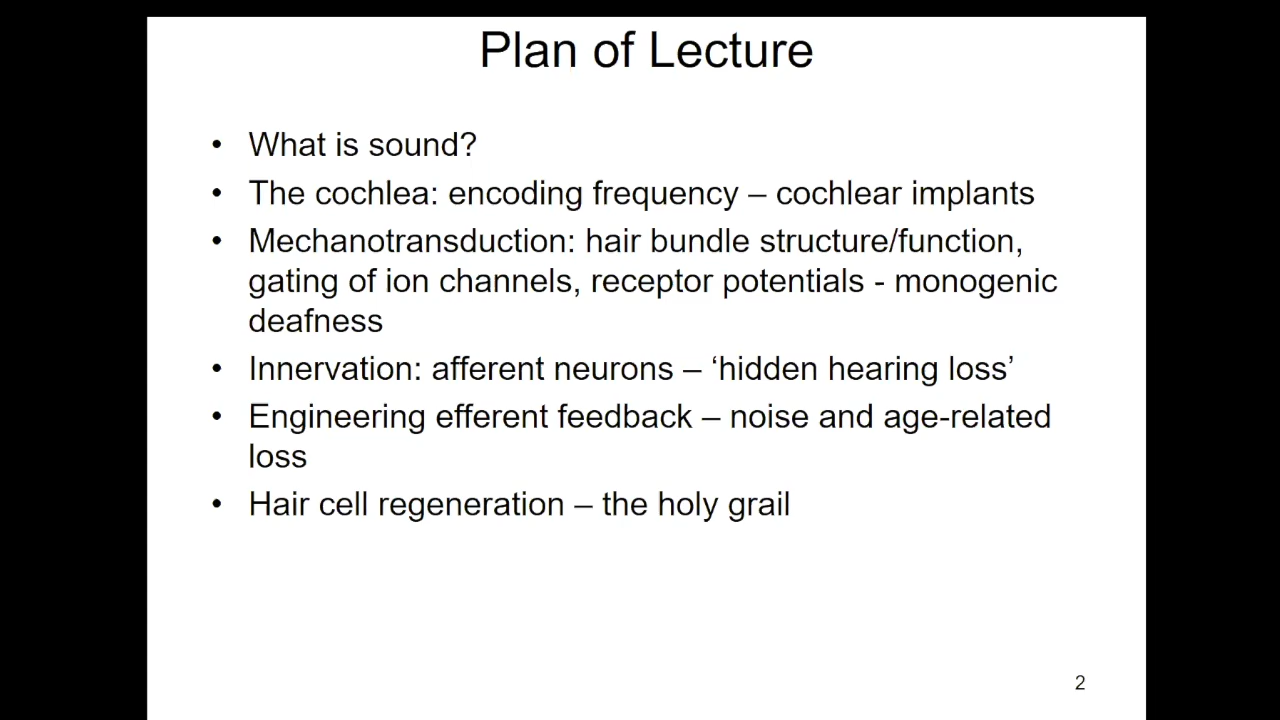 Plan of Lecture
• What is sound?
• The cochlea: encoding frequency – cochlear implants
• Mechanotransduction: hair bundle structure/function,
gating of ion channels, receptor potentials - monogenic
deafness
• Innervation: afferent neurons – ‘hidden hearing loss’
• Engineering efferent feedback – noise and age-related
loss
• Hair cell regeneration – the holy grail
2